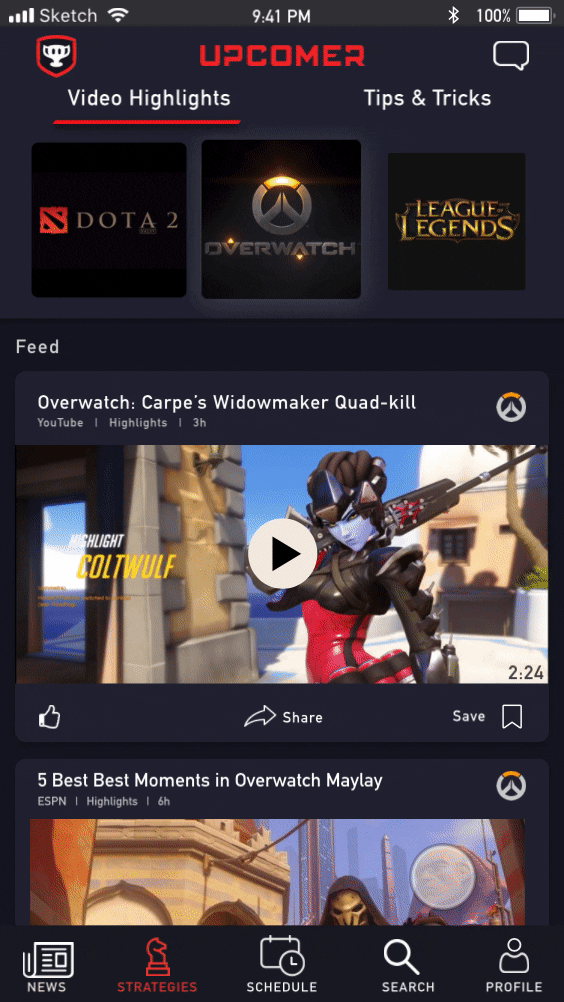 Sketch 9:41 PM 100%
UPCOMER
Video Highlights Tips & Tricks
DOTA 2
OVERWATCH
LEAGUE OF
LEGENDS
Feed
Overwatch: Carpe's Widowmaker Quad-kill
YouTube | Highlights | 3h
HIGHLIGHT
COLTWULF
2:24
Share Save
5 Best Best Moments in Overwatch Maylay
ESPN | Highlights | 6h
NEWS STRATEGIES SCHEDULE SEARCH PROFILE